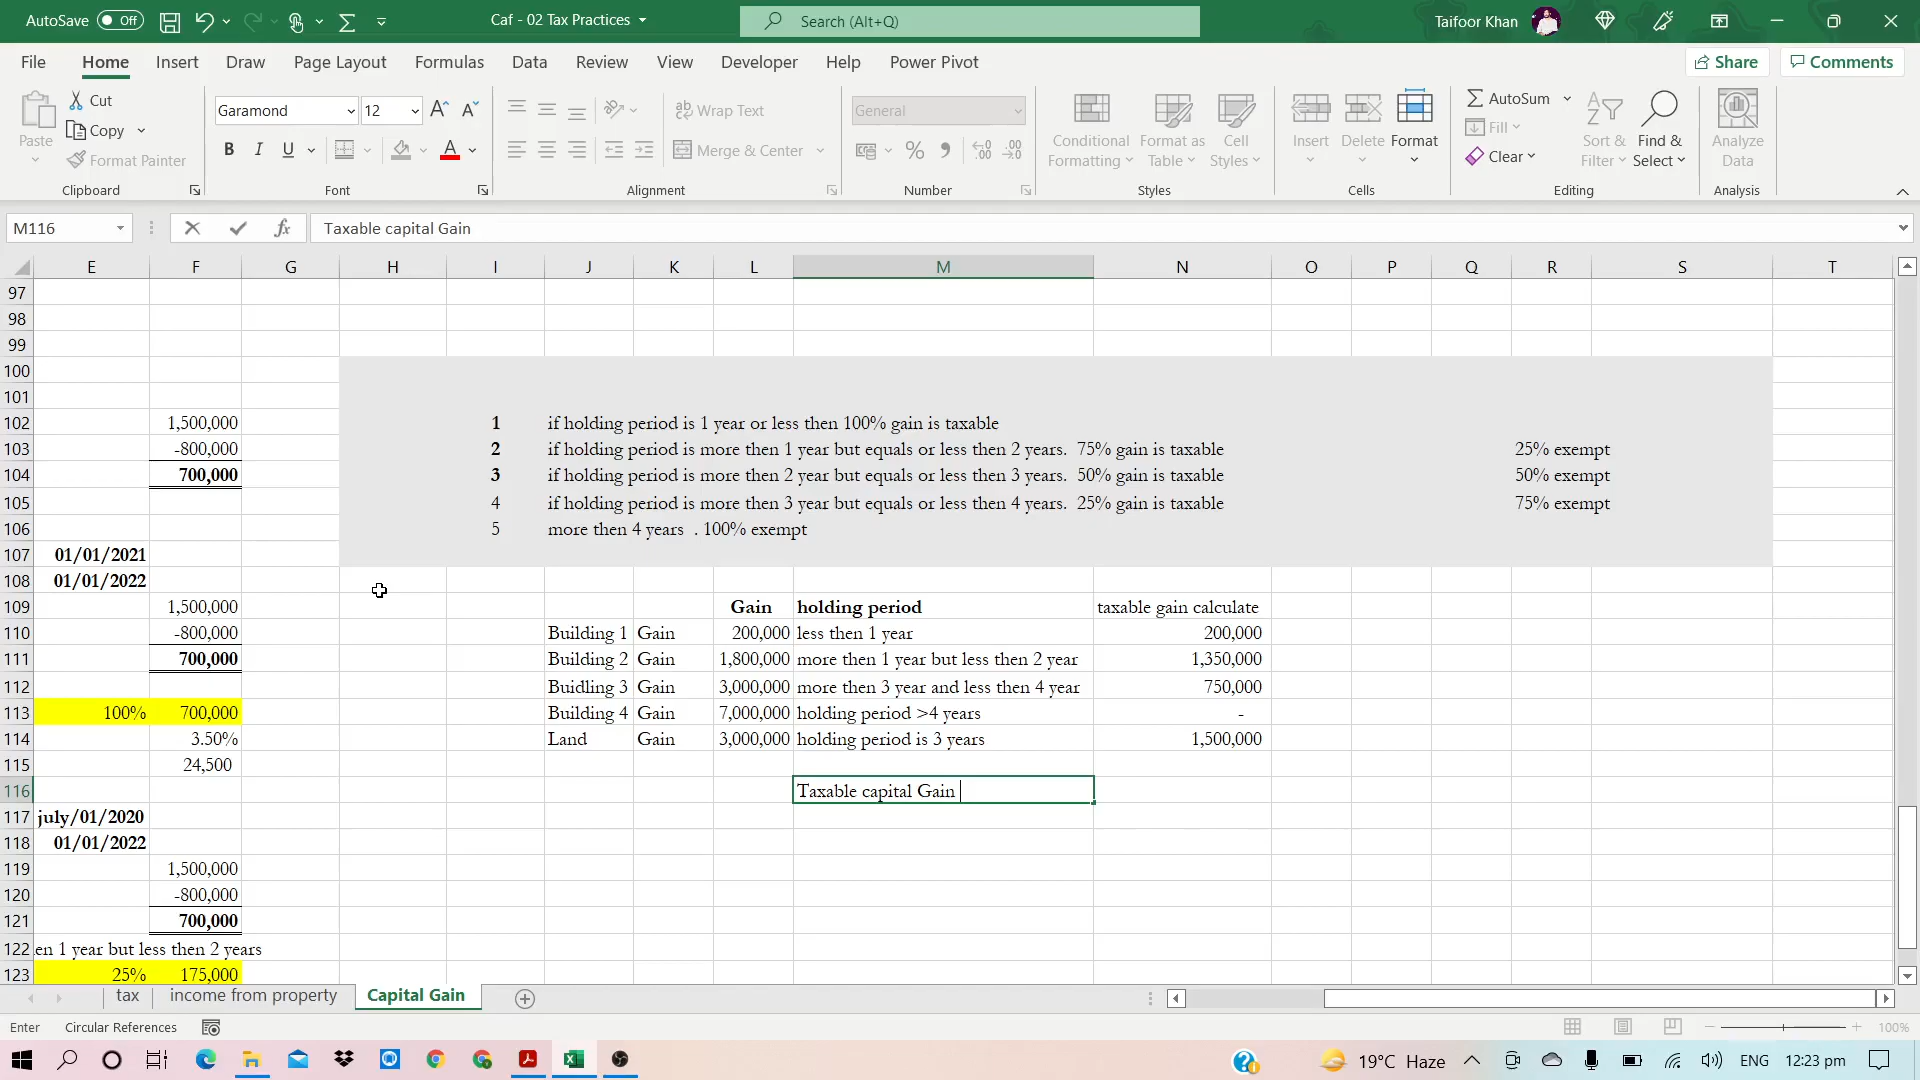 AutoSave Off Caf - 02 Tax Practices Search (Alt+Q) Taifoor Khan
File Home Insert Draw Page Layout Formulas Data Review View Developer Help Power Pivot Share Comments
Paste Cut Copy Format Painter Clipboard
Garamond 12 B I U A Font
Wrap Text Merge & Center Alignment
General % Number
Conditional Formatting Format as Table Cell Styles Styles
Insert Delete Format Cells
AutoSum Fill Clear Sort & Filter Find & Select Editing
Analyze Data Analysis
M116 fx Taxable capital Gain
E F G H I J K L M N O P Q R S T
97
98
99
100
101
102 1,500,000 1 if holding period is 1 year or less then 100% gain is taxable
103 -800,000 2 if holding period is more then 1 year but equals or less then 2 years. 75% gain is taxable 25% exempt
104 700,000 3 if holding period is more then 2 year but equals or less then 3 years. 50% gain is taxable 50% exempt
105 4 if holding period is more then 3 year but equals or less then 4 years. 25% gain is taxable 75% exempt
106 5 more then 4 years . 100% exempt
107 01/01/2021
108 01/01/2022
109 1,500,000 Gain holding period taxable gain calculate
110 -800,000 Building 1 Gain 200,000 less then 1 year 200,000
111 700,000 Building 2 Gain 1,800,000 more then 1 year but less then 2 year 1,350,000
112 Buidling 3 Gain 3,000,000 more then 3 year and less then 4 year 750,000
113 100% 700,000 Building 4 Gain 7,000,000 holding period >4 years -
114 3.50% Land Gain 3,000,000 holding period is 3 years 1,500,000
115 24,500
116 Taxable capital Gain
117 july/01/2020
118 01/01/2022
119 1,500,000
120 -800,000
121 700,000
122 en 1 year but less then 2 years
123 25% 175,000
tax income from property Capital Gain
Enter Circular References 100%
19°C Haze ENG 12:23 pm